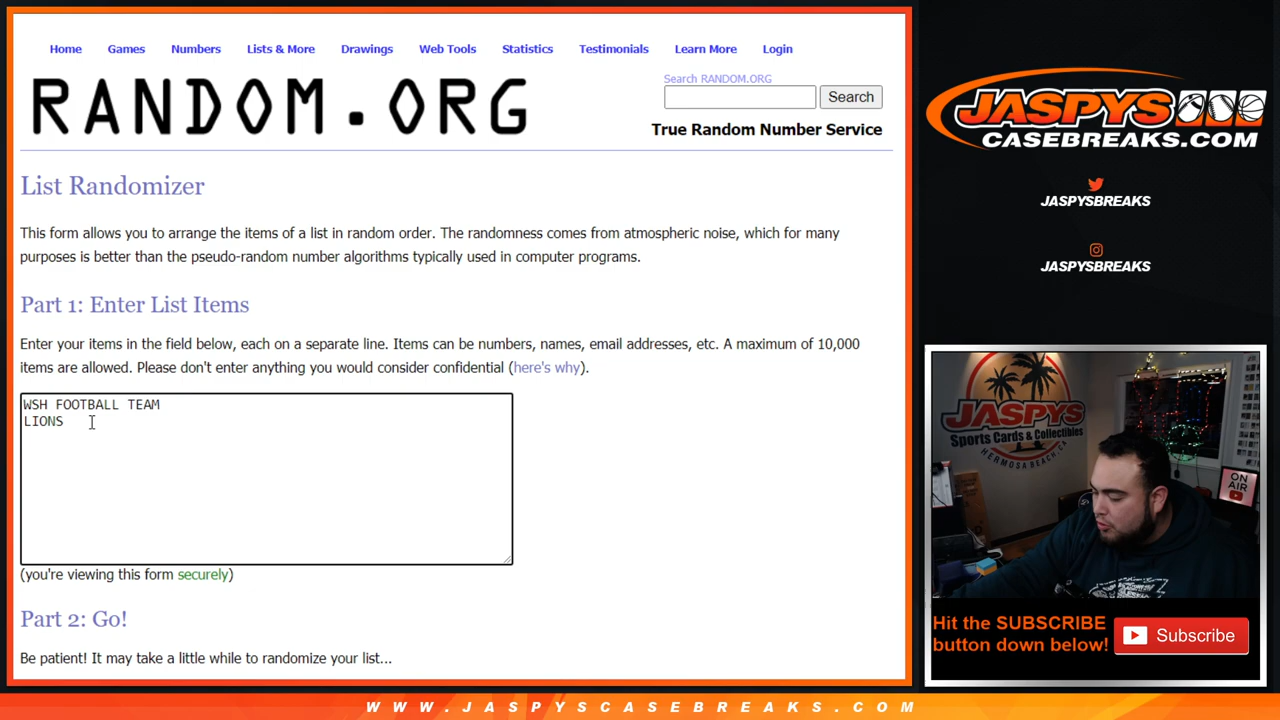 Home Games Numbers Lists & More Drawings Web Tools Statistics Testimonials Learn More Login
RANDOM.ORG
Search RANDOM.ORG
Search
True Random Number Service
List Randomizer
This form allows you to arrange the items of a list in random order. The randomness comes from atmospheric noise, which for many
purposes is better than the pseudo-random number algorithms typically used in computer programs.
Part 1: Enter List Items
Enter your items in the field below, each on a separate line. Items can be numbers, names, email addresses, etc. A maximum of 10,000
items are allowed. Please don't enter anything you would consider confidential (here's why).
WSH FOOTBALL TEAM
LIONS
(you're viewing this form securely)
Part 2: Go!
Be patient! It may take a little while to randomize your list...
JASPYS
CASEBREAKS.COM
JASPYSBREAKS
JASPYSBREAKS
JASPYS
Sports Cards & Collectibles
HERMOSA BEACH, CA
ON
AIR
Hit the SUBSCRIBE
button down below!
Subscribe
WWW.JASPYSCASEBREAKS.COM